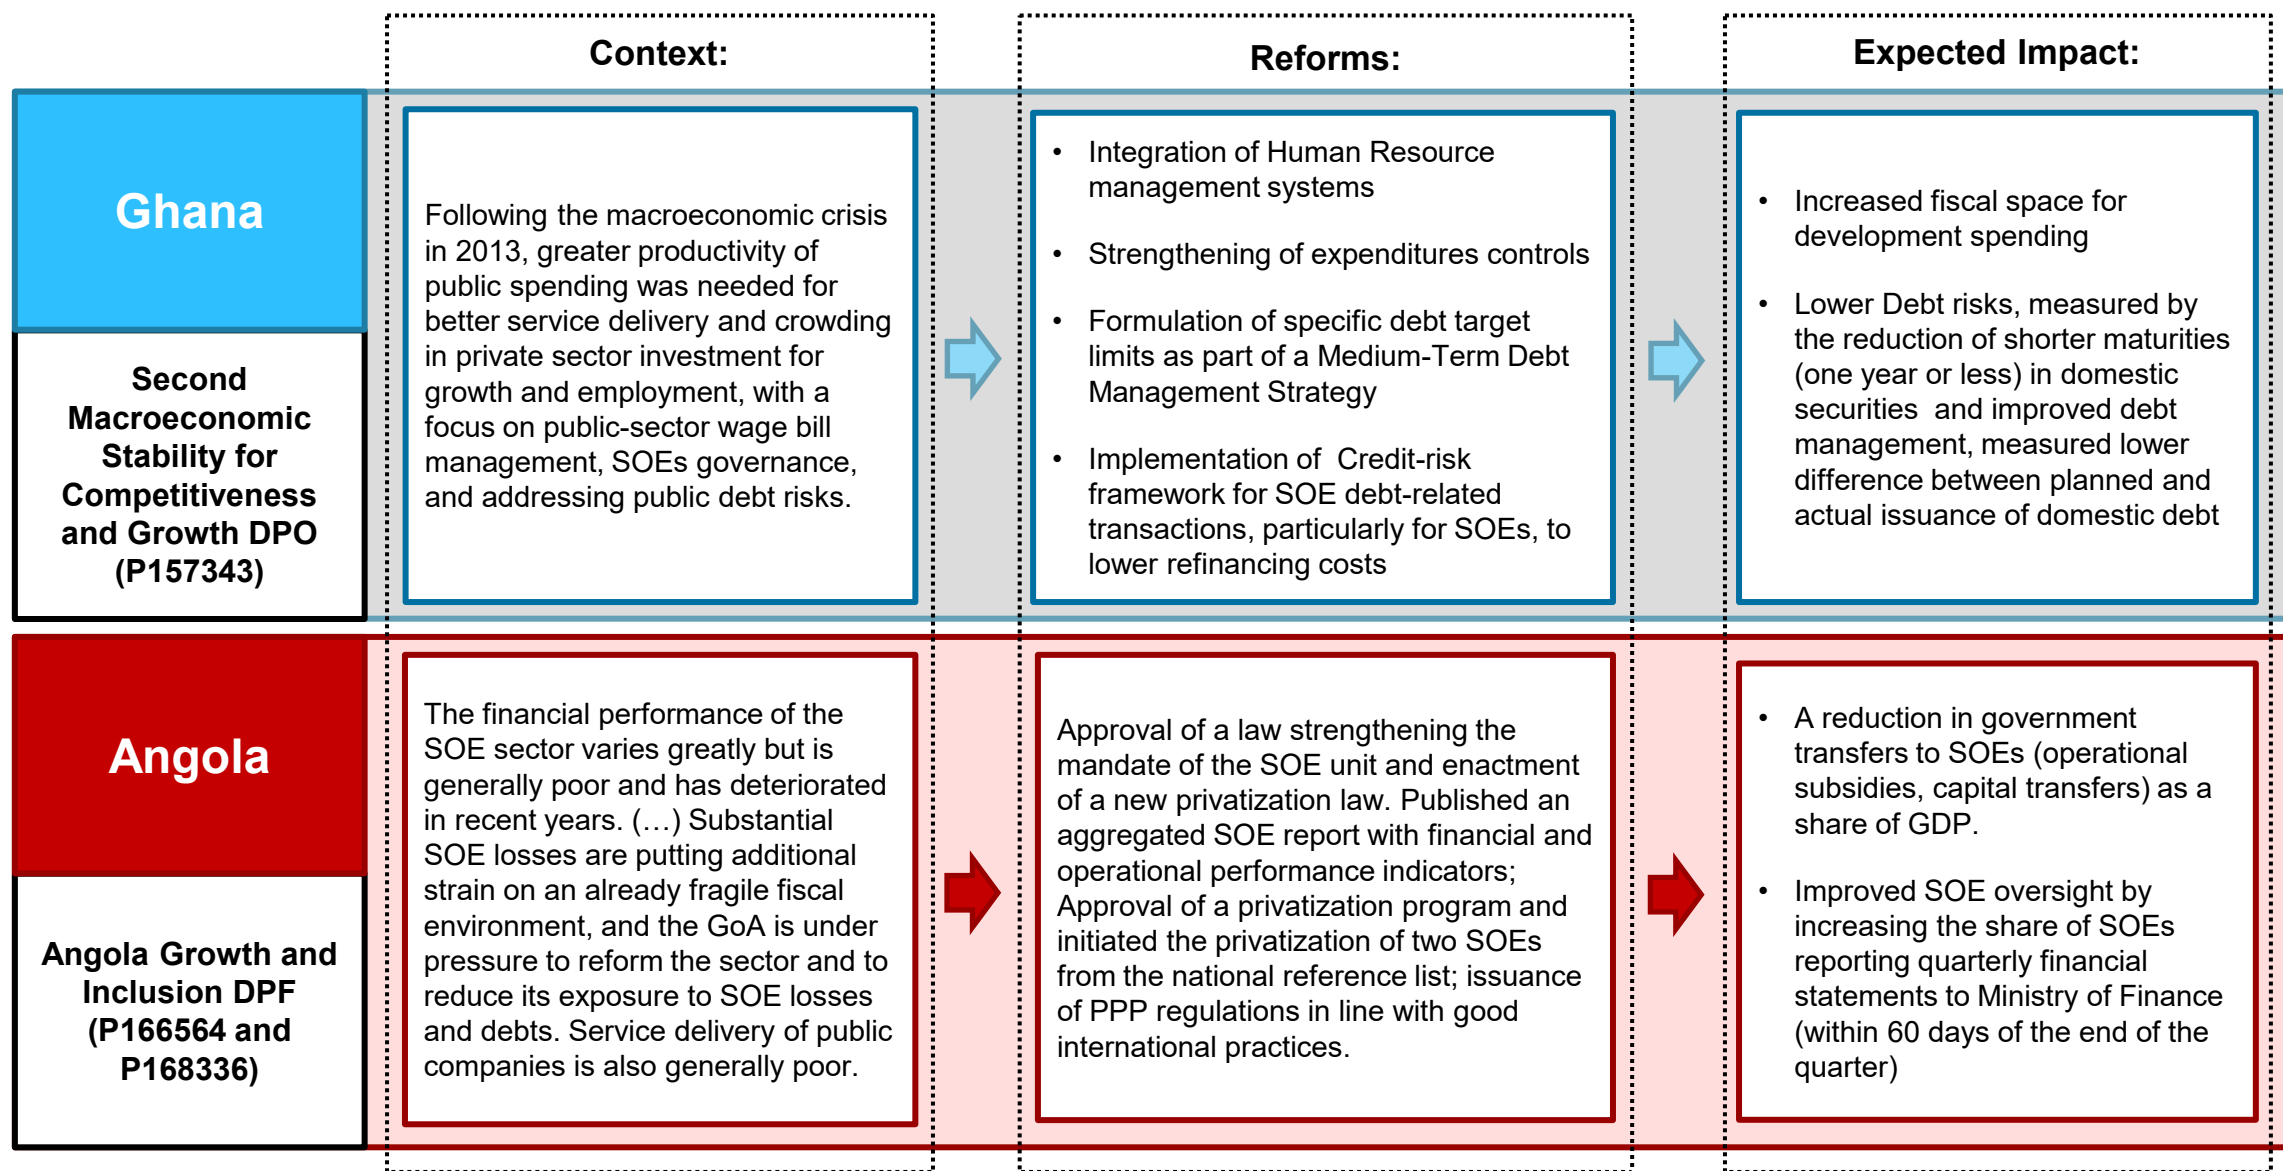 Context:
Reforms:
Expected Impact:
Ghana
Second
Macroeconomic
Stability for
Competitiveness
and Growth DPO
(P157343)
Following the macroeconomic crisis
in 2013, greater productivity of
public spending was needed for
better service delivery and crowding
in private sector investment for
growth and employment, with a
focus on public-sector wage bill
management, SOEs governance,
and addressing public debt risks.
• Integration of Human Resource
management systems
• Strengthening of expenditures controls
• Formulation of specific debt target
limits as part of a Medium-Term Debt
Management Strategy
• Implementation of Credit-risk
framework for SOE debt-related
transactions, particularly for SOEs, to
lower refinancing costs
• Increased fiscal space for
development spending
• Lower Debt risks, measured by
the reduction of shorter maturities
(one year or less) in domestic
securities and improved debt
management, measured lower
difference between planned and
actual issuance of domestic debt
Angola
Angola Growth and
Inclusion DPF
(P166564 and
P168336)
The financial performance of the
SOE sector varies greatly but is
generally poor and has deteriorated
in recent years. (…) Substantial
SOE losses are putting additional
strain on an already fragile fiscal
environment, and the GoA is under
pressure to reform the sector and to
reduce its exposure to SOE losses
and debts. Service delivery of public
companies is also generally poor.
Approval of a law strengthening the
mandate of the SOE unit and enactment
of a new privatization law. Published an
aggregated SOE report with financial and
operational performance indicators;
Approval of a privatization program and
initiated the privatization of two SOEs
from the national reference list; issuance
of PPP regulations in line with good
international practices.
• A reduction in government
transfers to SOEs (operational
subsidies, capital transfers) as a
share of GDP.
• Improved SOE oversight by
increasing the share of SOEs
reporting quarterly financial
statements to Ministry of Finance
(within 60 days of the end of the
quarter)